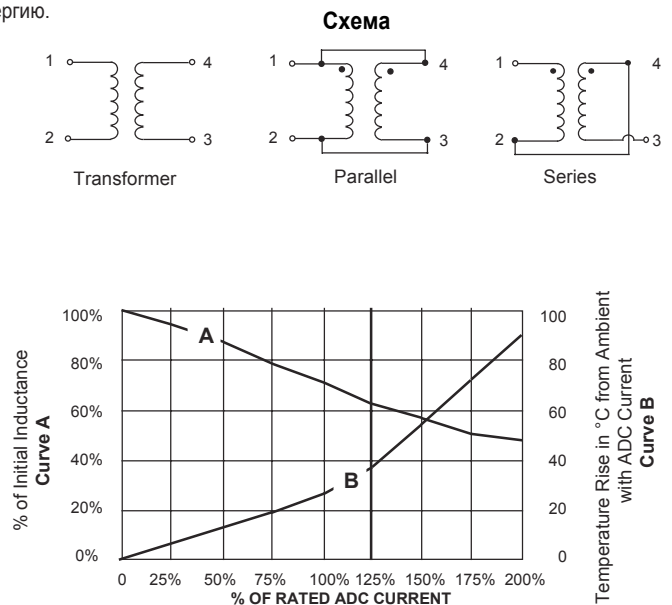 ергию.
Схема
1 4
2 3
Transformer
1 4
2 3
Parallel
1 4
2 3
Series
% of Initial Inductance
Curve A
100%
80%
60%
40%
20%
0%
A
B
100
80
60
40
20
0
Temperature Rise in °C from Ambient
with ADC Current
Curve B
0 25% 50% 75% 100% 125% 150% 175% 200%
% OF RATED ADC CURRENT